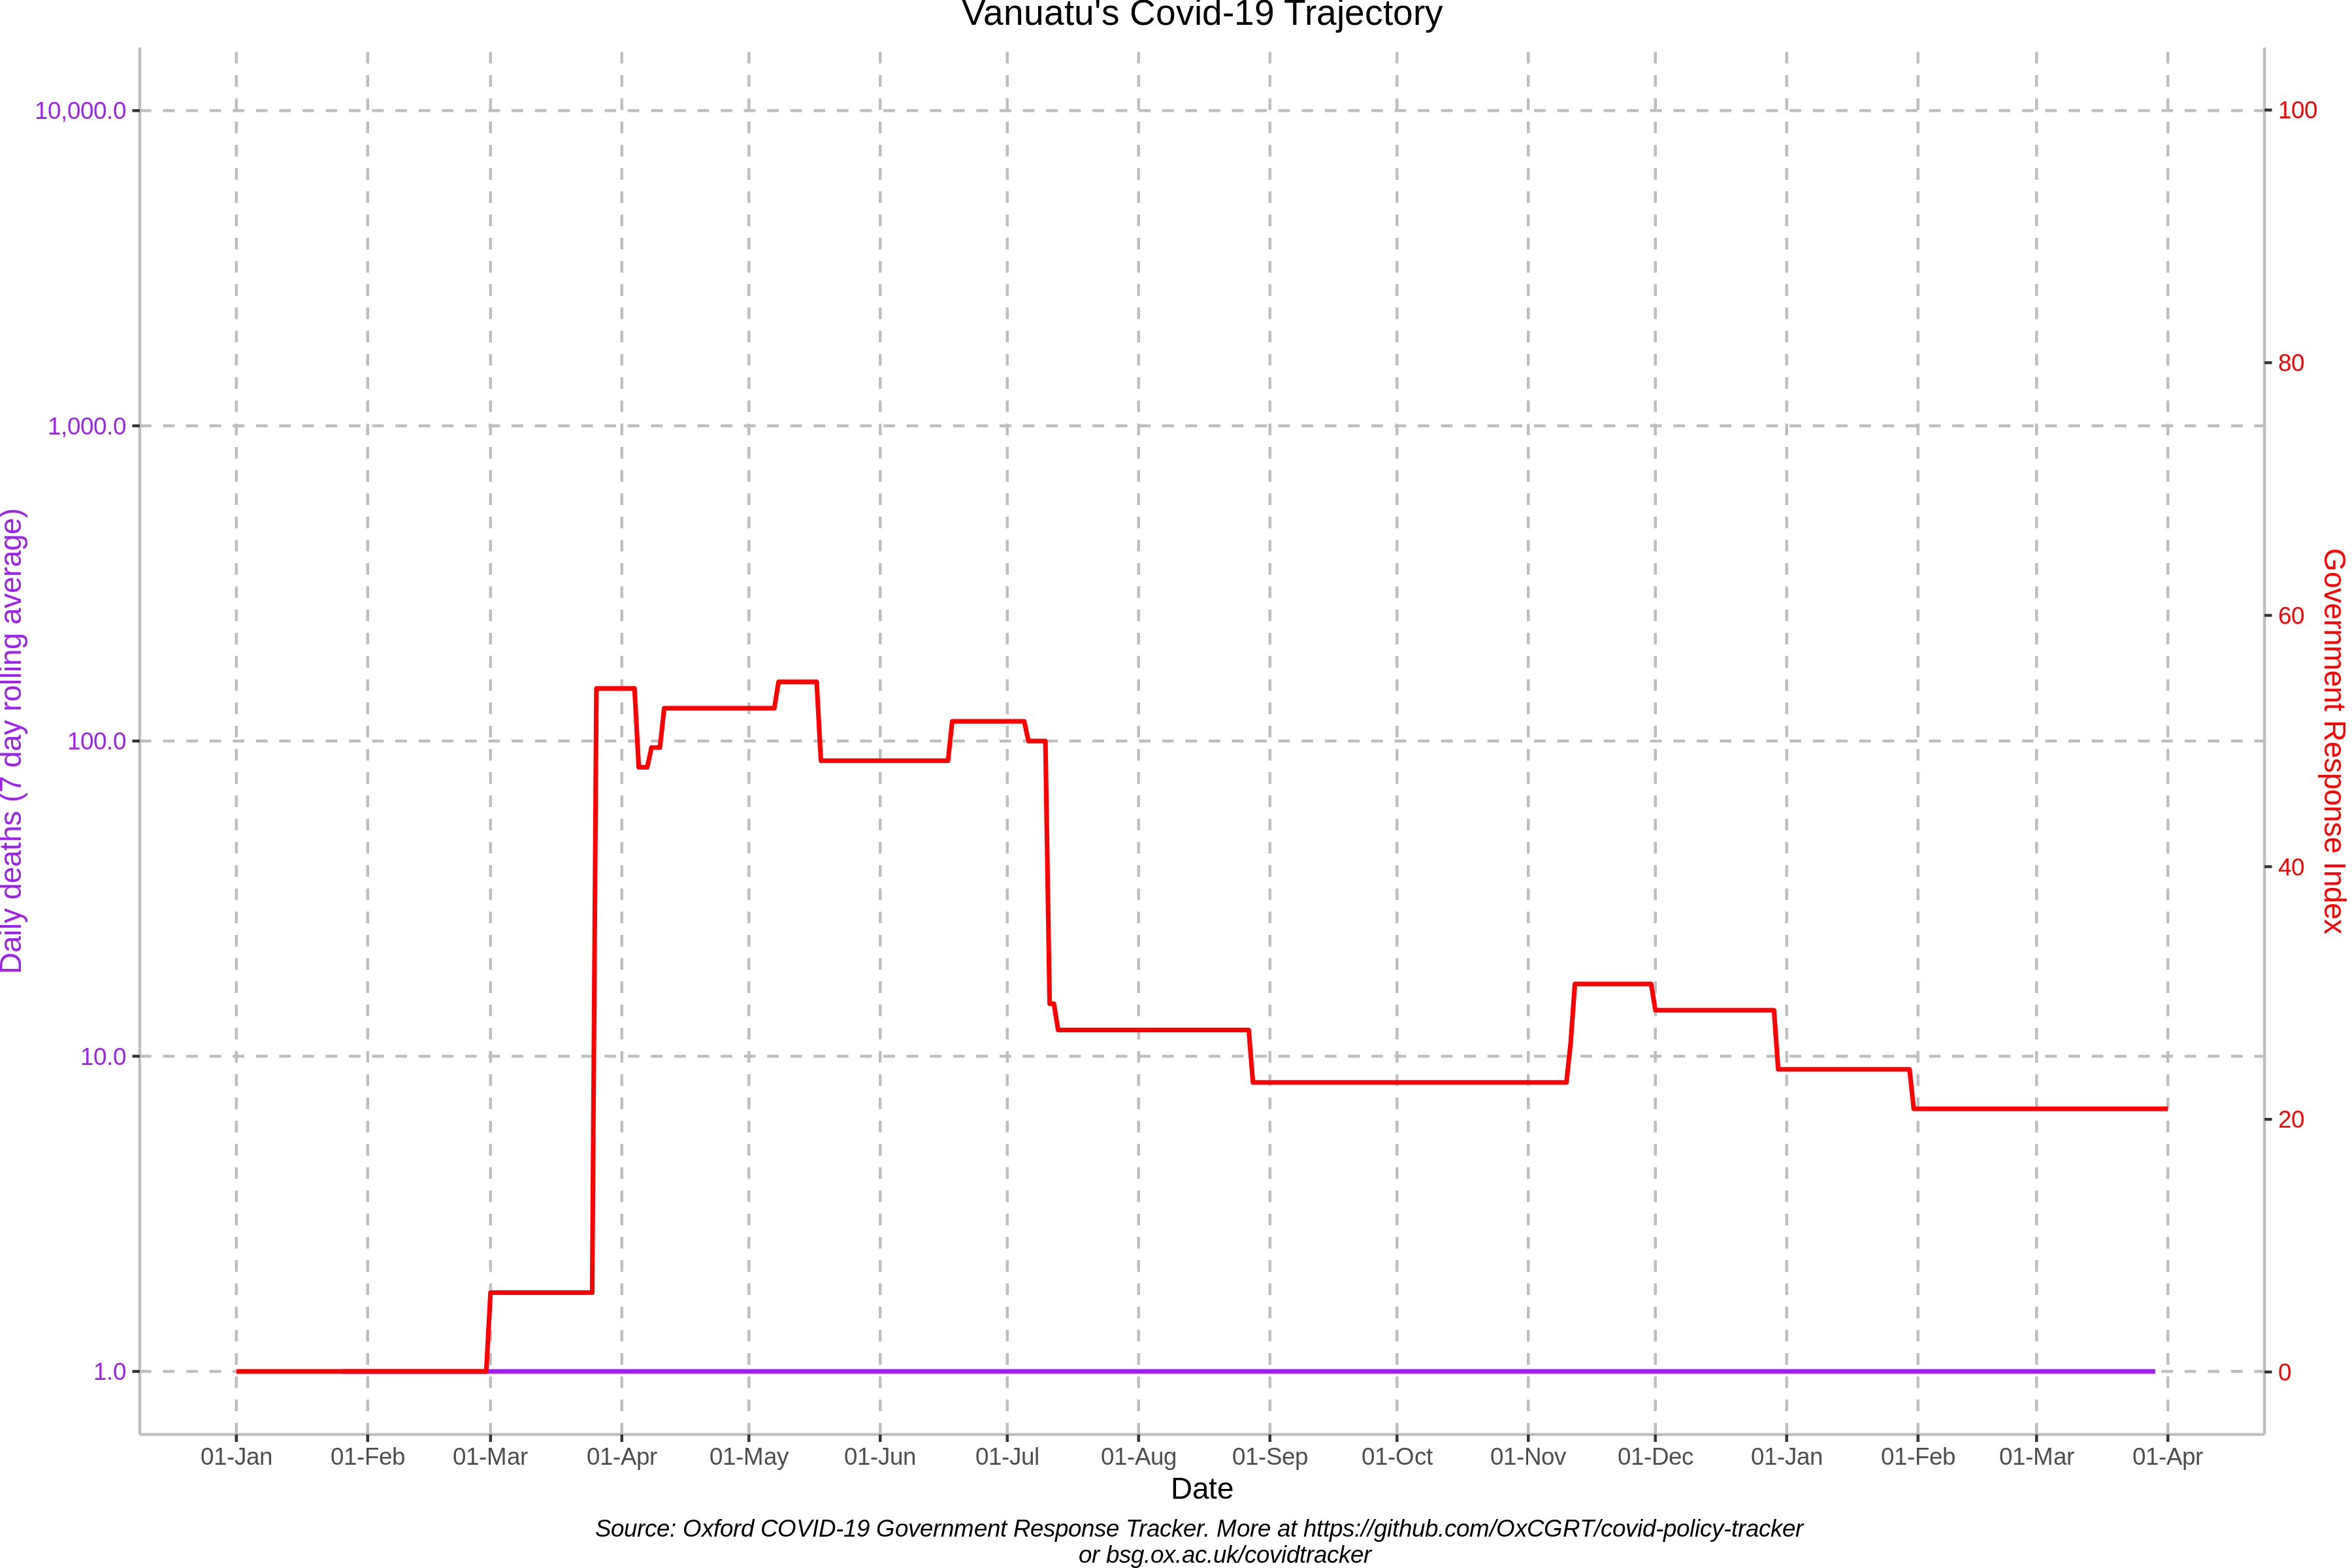 Vanuatu's Covid-19 Trajectory
10,000.0
1,000.0
100.0
10.0
1.0
Daily deaths (7 day rolling average)
100
80
60
40
20
0
Government Response Index
01-Jan 01-Feb 01-Mar 01-Apr 01-May 01-Jun 01-Jul 01-Aug 01-Sep 01-Oct 01-Nov 01-Dec 01-Jan 01-Feb 01-Mar 01-Apr
Date
Source: Oxford COVID-19 Government Response Tracker. More at https://github.com/OxCGRT/covid-policy-tracker
or bsg.ox.ac.uk/covidtracker